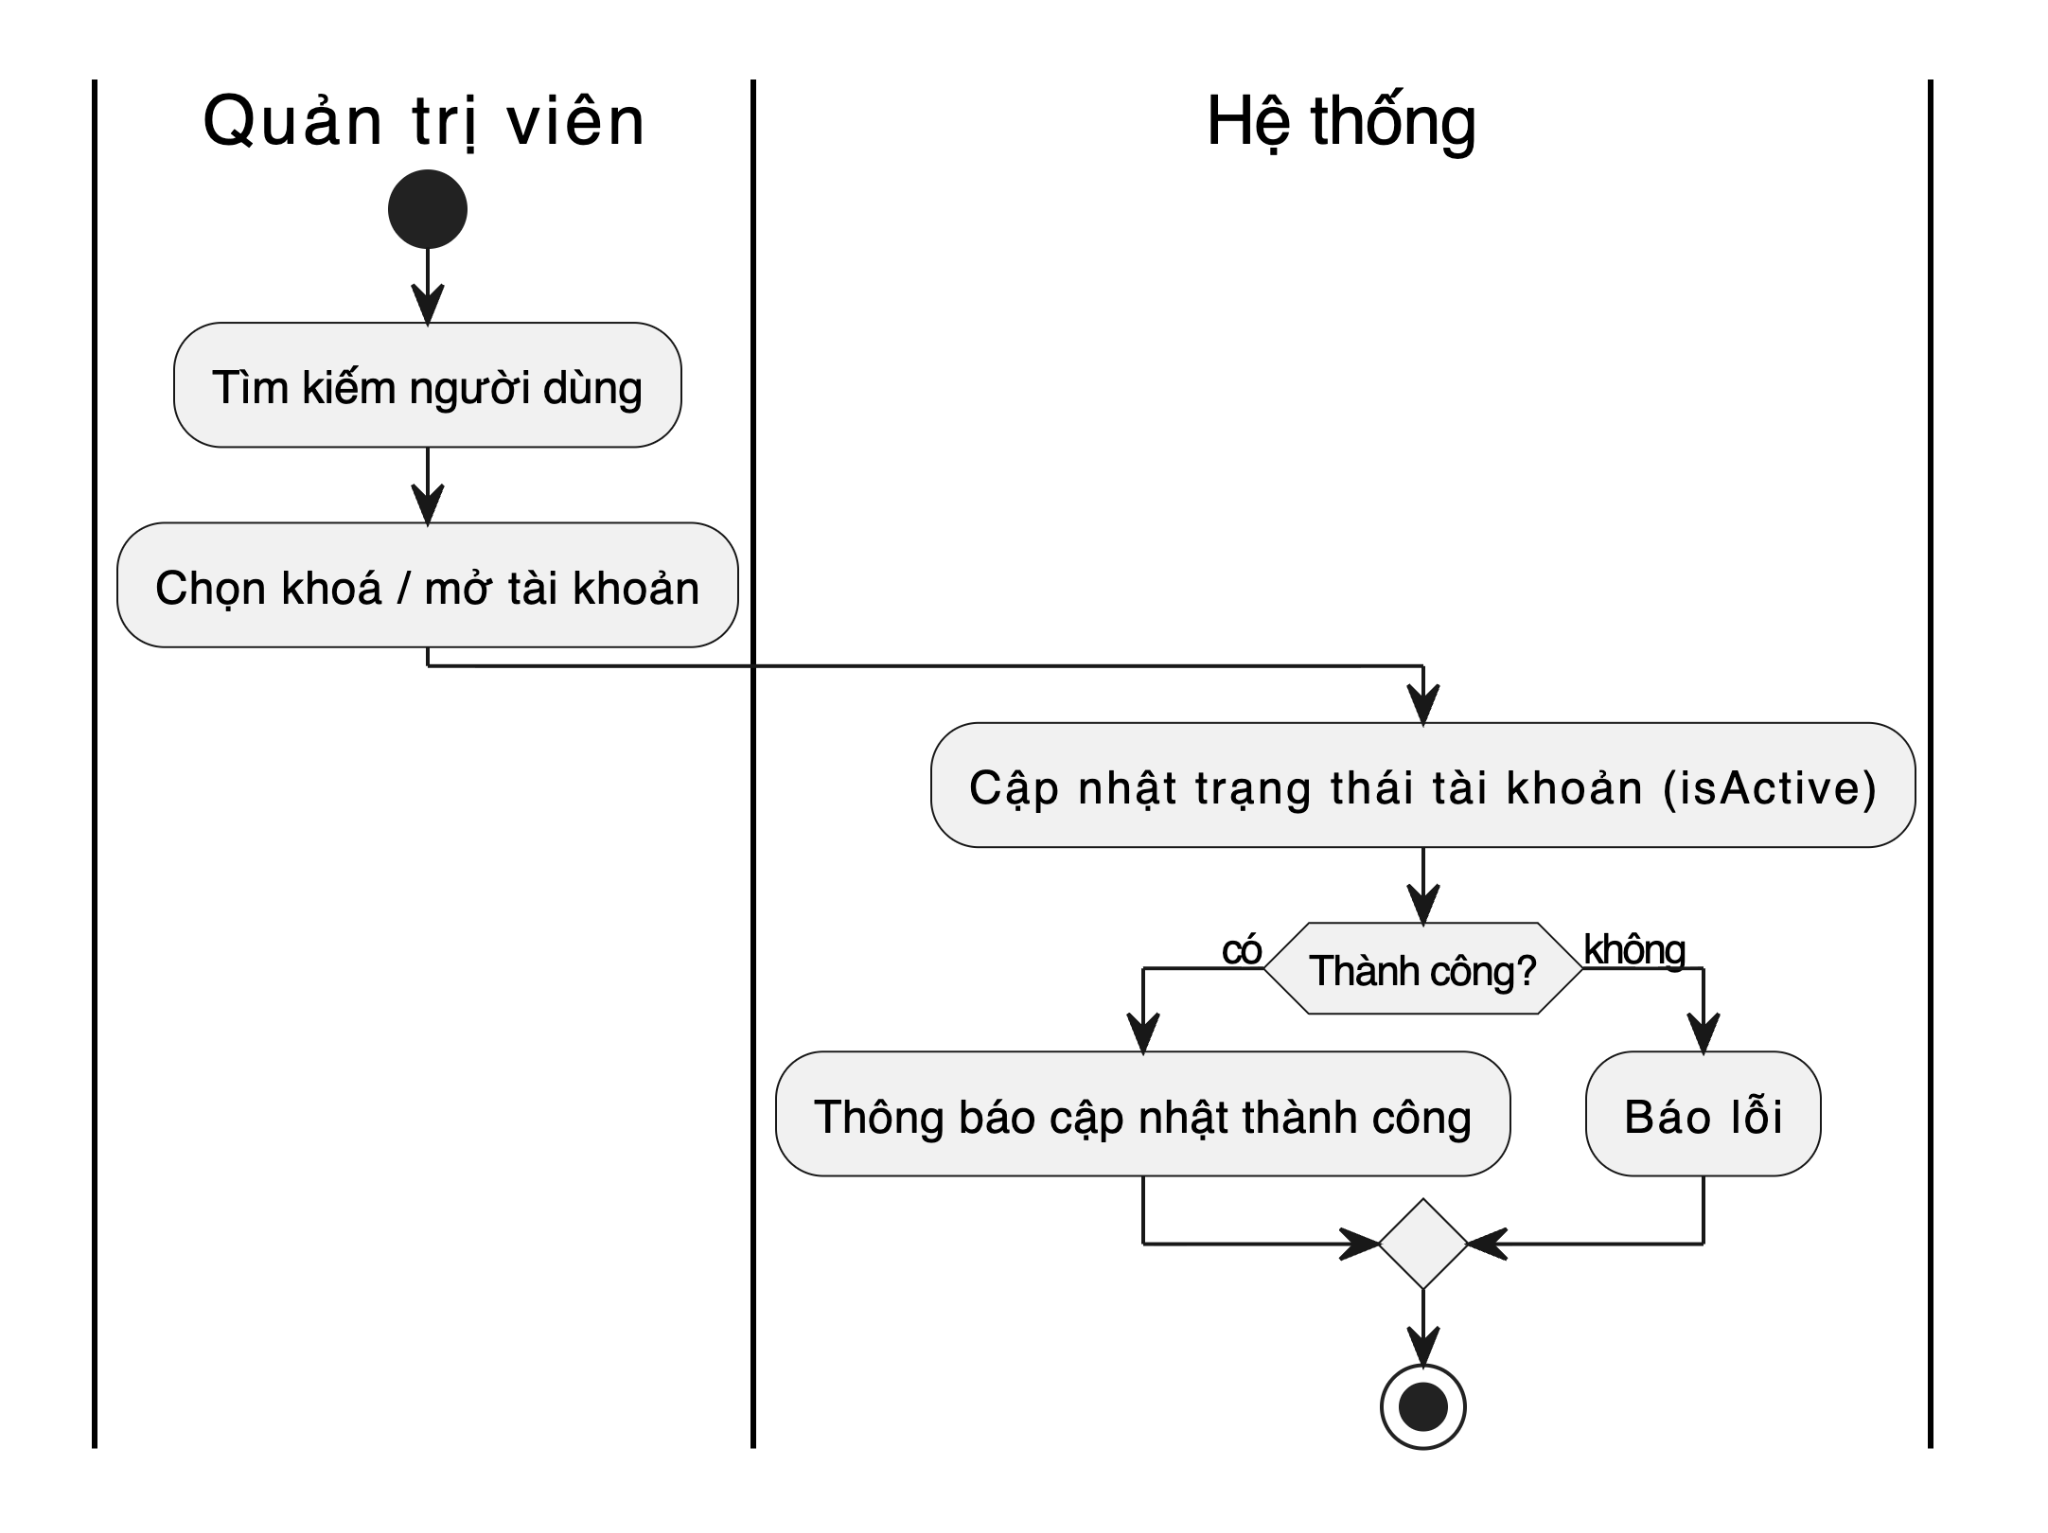 Quản trị viên
Hệ thống
Tìm kiếm người dùng
Chọn khoá / mở tài khoản
Cập nhật trạng thái tài khoản (isActive)
có
Thành công?
không
Thông báo cập nhật thành công
Báo lỗi